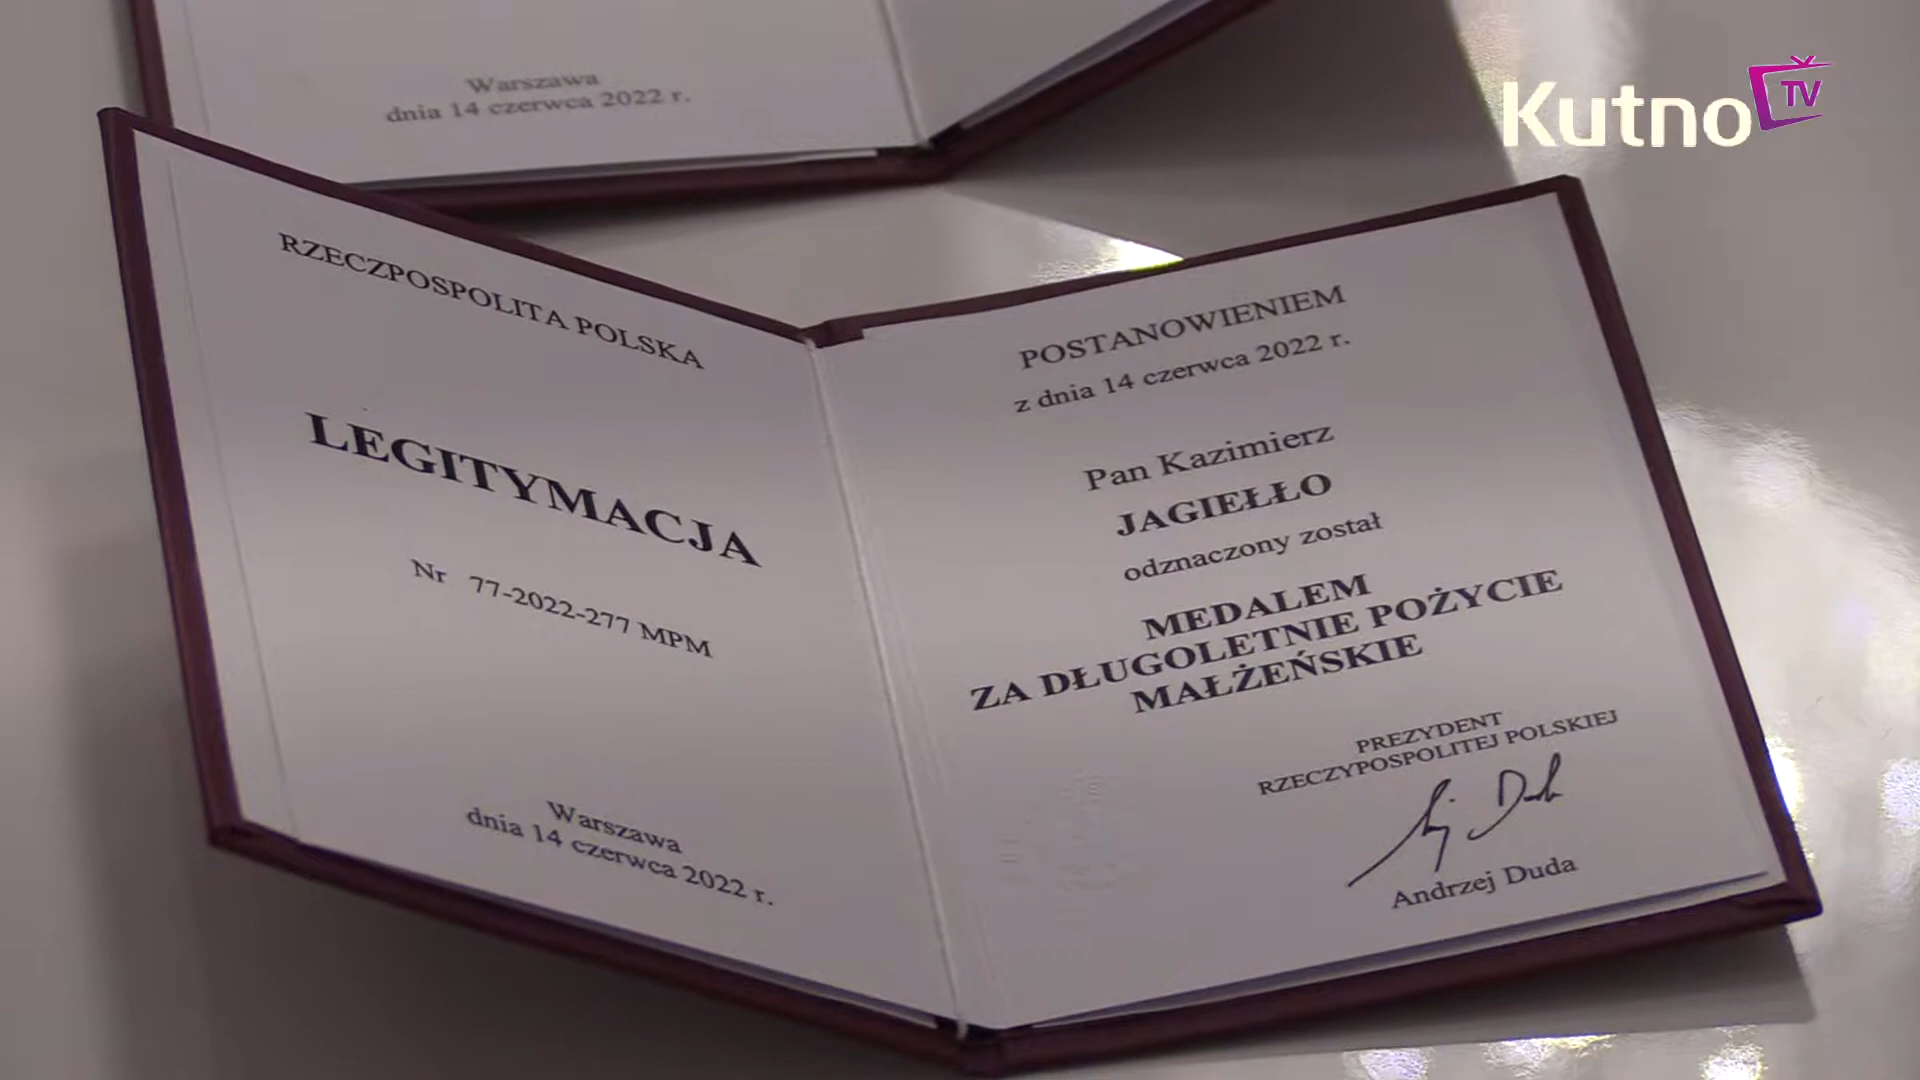 Warszawa
dnia 14 czerwca 2022 r.
Kutno TV
RZECZPOSPOLITA POLSKA
LEGITYMACJA
Nr 77-2022-277 MPM
Warszawa
dnia 14 czerwca 2022 r.
POSTANOWIENIEM
z dnia 14 czerwca 2022 r.
Pan Kazimierz
JAGIEŁŁO
odznaczony został
MEDALEM
ZA DŁUGOLETNIE POŻYCIE
MAŁŻEŃSKIE
PREZYDENT
RZECZYPOSPOLITEJ POLSKIEJ
Andrzej Duda